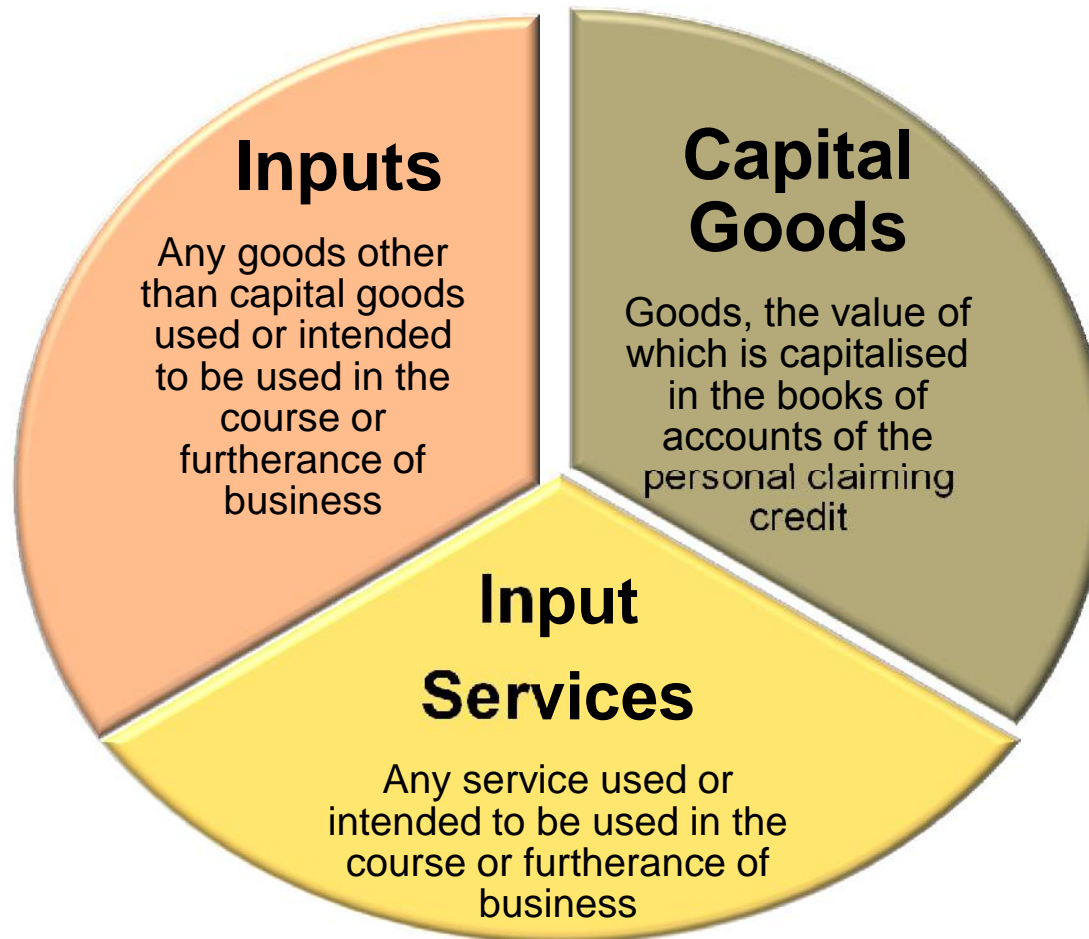 Inputs
Any goods other
than capital goods
used or intended
to be used in the
course or
furtherance of
business
Capital
Goods
Goods, the value of
which is capitalised
in the books of
accounts of the
personal claiming
credit
Input
Services
Any service used or
intended to be used in the
course or furtherance of
business